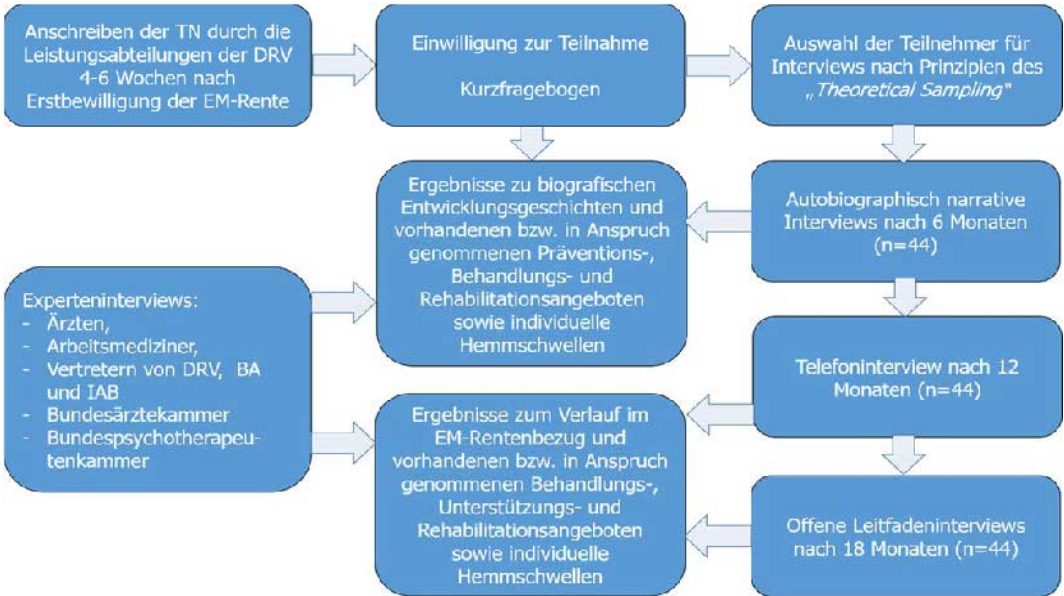 Anschreiben der TN durch die
Leistungsabteilungen der DRV
4-6 Wochen nach
Erstbewilligung der EM-Rente
Einwilligung zur Teilnahme
Kurzfragebogen
Auswahl der Teilnehmer für
Interviews nach Prinzipien des
„Theoretical Sampling“
Ergebnisse zu biografischen
Entwicklungsgeschichten und
vorhandenen bzw. in Anspruch
genommenen Präventions-,
Behandlungs- und
Rehabilitationsangeboten
sowie individuelle
Hemmschwellen
Autobiographisch narrative
Interviews nach 6 Monaten
(n=44)
Experteninterviews:
- Ärzten,
- Arbeitsmediziner,
- Vertretern von DRV, BA
und IAB
- Bundesärztekammer
- Bundespsychotherapeu-
tenkammer
Telefoninterview nach 12
Monaten (n=44)
Ergebnisse zum Verlauf im
EM-Rentenbezug und
vorhandenen bzw. in Anspruch
genommenen Behandlungs-,
Unterstützungs- und
Rehabilitationsangeboten
sowie individuelle
Hemmschwellen
Offene Leitfadeninterviews
nach 18 Monaten (n=44)